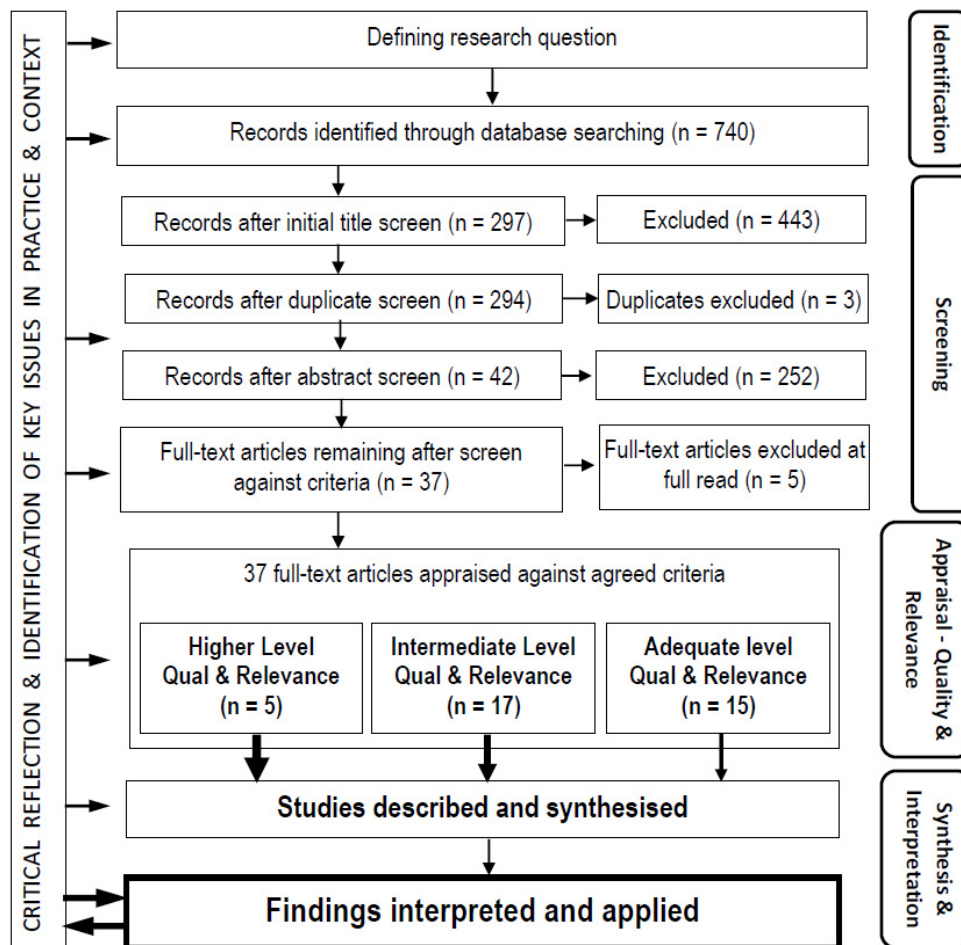 CRITICAL REFLECTION & IDENTIFICATION OF KEY ISSUES IN PRACTICE & CONTEXT
Defining research question
Identification
Records identified through database searching (n = 740)
Records after initial title screen (n = 297)
Excluded (n = 443)
Screening
Records after duplicate screen (n = 294)
Duplicates excluded (n = 3)
Records after abstract screen (n = 42)
Excluded (n = 252)
Full-text articles remaining after screen
against criteria (n = 37)
Full-text articles excluded at
full read (n = 5)
Appraisal - Quality &
Relevance
37 full-text articles appraised against agreed criteria
Higher Level
Qual & Relevance
(n = 5)
Intermediate Level
Qual & Relevance
(n = 17)
Adequate level
Qual & Relevance
(n = 15)
Synthesis &
Interpretation
Studies described and synthesised
Findings interpreted and applied